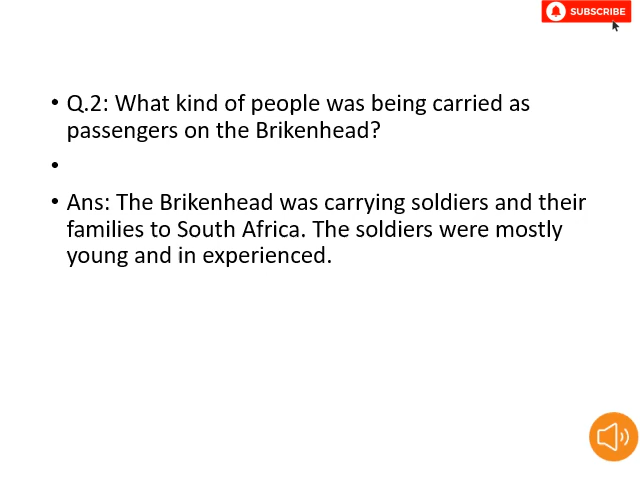 SUBSCRIBE
• Q.2: What kind of people was being carried as
passengers on the Brikenhead?
•
• Ans: The Brikenhead was carrying soldiers and their
families to South Africa. The soldiers were mostly
young and in experienced.